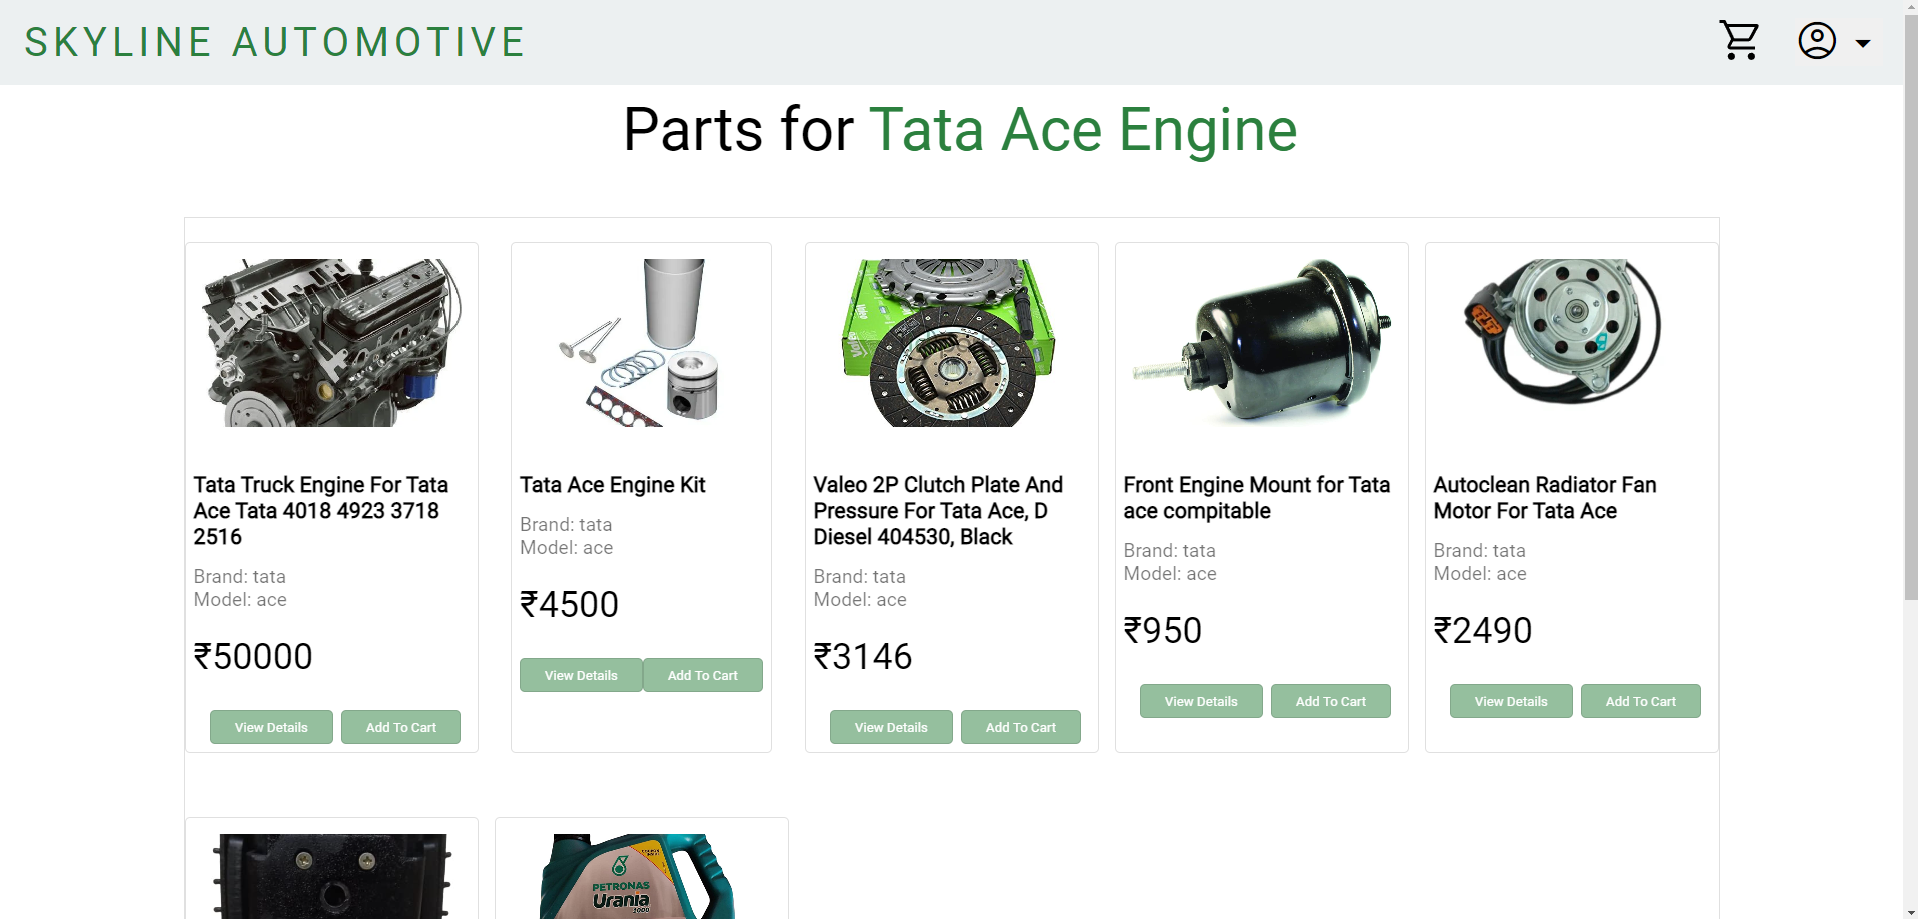 SKYLINE AUTOMOTIVE
Parts for Tata Ace Engine
Valeo
Tata Truck Engine For Tata
Ace Tata 4018 4923 3718
2516
Brand: tata
Model: ace
₹50000
View Details
Add To Cart
Tata Ace Engine Kit
Brand: tata
Model: ace
₹4500
View Details
Add To Cart
Valeo 2P Clutch Plate And
Pressure For Tata Ace, D
Diesel 404530, Black
Brand: tata
Model: ace
₹3146
View Details
Add To Cart
Front Engine Mount for Tata
ace compitable
Brand: tata
Model: ace
₹950
View Details
Add To Cart
Autoclean Radiator Fan
Motor For Tata Ace
Brand: tata
Model: ace
₹2490
View Details
Add To Cart
PETRONAS
Urania
3000